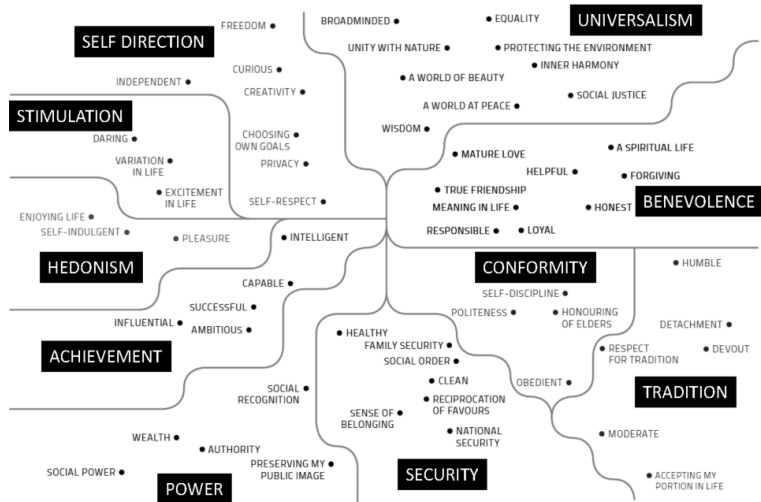 SELF DIRECTION
FREEDOM
INDEPENDENT
CURIOUS
CREATIVITY
CHOOSING
OWN GOALS
PRIVACY
SELF-RESPECT
UNIVERSALISM
BROADMINDED
EQUALITY
UNITY WITH NATURE
PROTECTING THE ENVIRONMENT
INNER HARMONY
A WORLD OF BEAUTY
SOCIAL JUSTICE
A WORLD AT PEACE
WISDOM
STIMULATION
DARING
VARIATION
IN LIFE
EXCITEMENT
IN LIFE
MATURE LOVE
A SPIRITUAL LIFE
HELPFUL
FORGIVING
TRUE FRIENDSHIP
MEANING IN LIFE
HONEST
BENEVOLENCE
RESPONSIBLE
LOYAL
ENJOYING LIFE
SELF-INDULGENT
PLEASURE
HEDONISM
INTELLIGENT
CAPABLE
SUCCESSFUL
INFLUENTIAL
AMBITIOUS
ACHIEVEMENT
CONFORMITY
SELF-DISCIPLINE
POLITENESS
HONOURING
OF ELDERS
OBEDIENT
HUMBLE
DETACHMENT
RESPECT
FOR TRADITION
DEVOUT
TRADITION
MODERATE
ACCEPTING MY
PORTION IN LIFE
HEALTHY
FAMILY SECURITY
SOCIAL ORDER
CLEAN
RECIPROCATION
OF FAVOURS
SENSE OF
BELONGING
NATIONAL
SECURITY
SECURITY
SOCIAL
RECOGNITION
WEALTH
AUTHORITY
SOCIAL POWER
PRESERVING MY
PUBLIC IMAGE
POWER